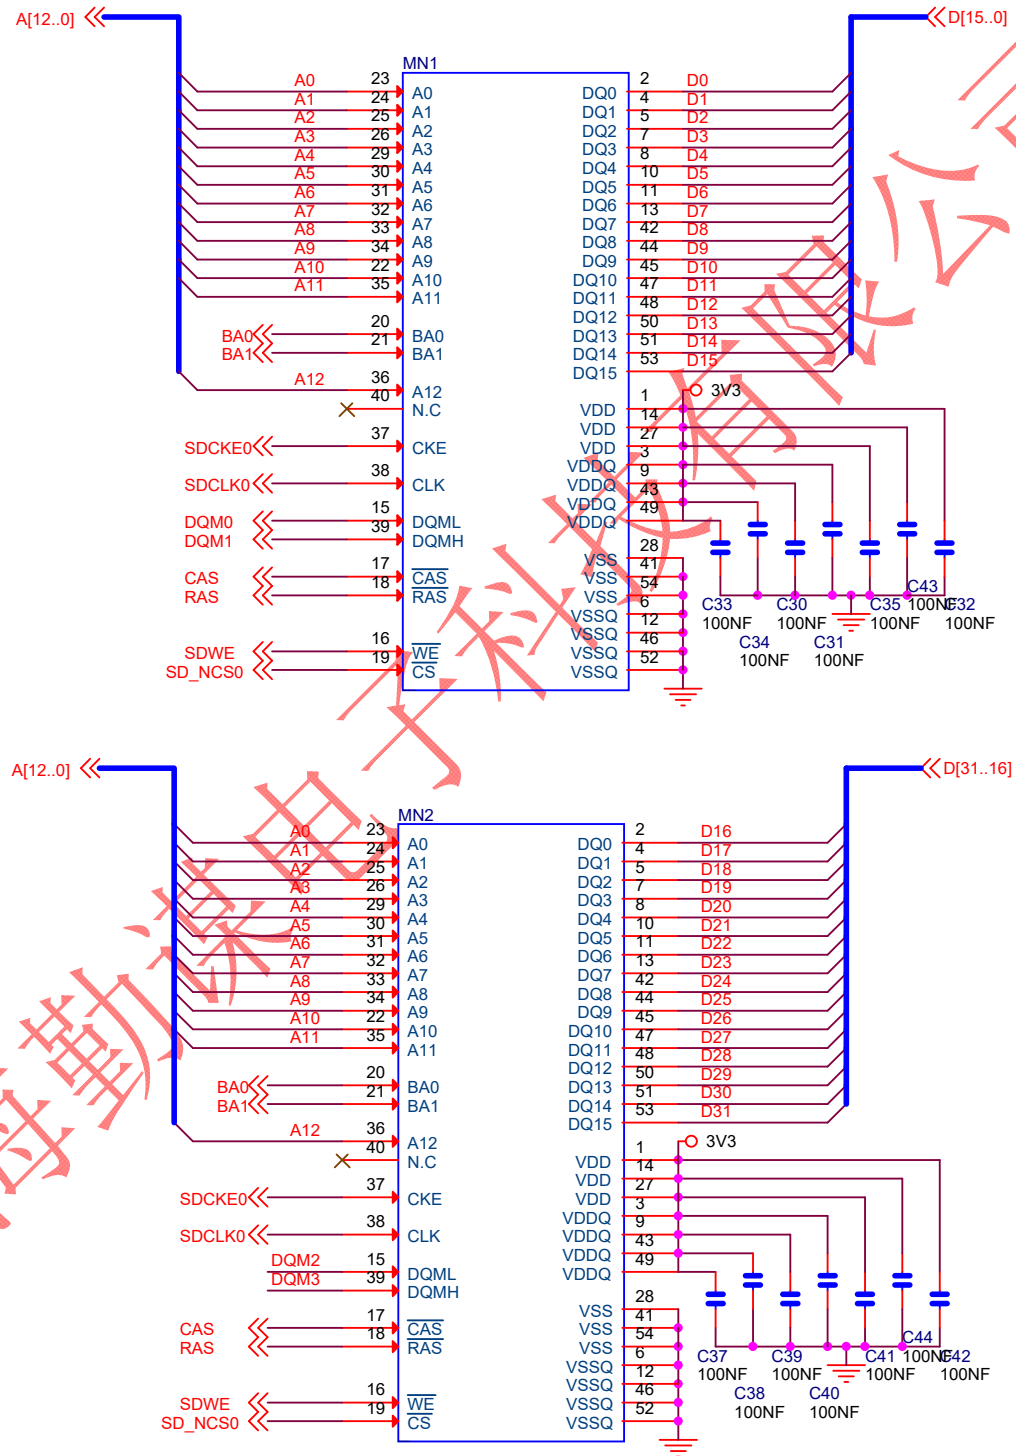 A[12..0]
D[15..0]
MN1
A0 23 A0 DQ0 2 D0
A1 24 A1 DQ1 4 D1
A2 25 A2 DQ2 5 D2
A3 26 A3 DQ3 7 D3
A4 29 A4 DQ4 8 D4
A5 30 A5 DQ5 10 D5
A6 31 A6 DQ6 11 D6
A7 32 A7 DQ7 13 D7
A8 33 A8 DQ8 42 D8
A9 34 A9 DQ9 44 D9
A10 22 A10 DQ10 45 D10
A11 35 A11 DQ11 47 D11
DQ12 48 D12
BA0 20 BA0 DQ13 50 D13
BA1 21 BA1 DQ14 51 D14
DQ15 53 D15
A12 36 A12
40 N.C VDD 1 3V3
VDD 14
SDCKE0 37 CKE VDD 27
VDDQ 3
SDCLK0 38 CLK VDDQ 9
VDDQ 43
DQM0 15 DQML VDDQ 49
DQM1 39 DQMH
VSS 28
CAS 17 CAS VSS 41
RAS 18 RAS VSS 54
VSSQ 6
VSSQ 12
SDWE 16 WE VSSQ 46
SD_NCS0 19 CS VSSQ 52
C33 C30 C35 C43 C32
100NF 100NF 100NF 100NF 100NF
C34 C31
100NF 100NF
A[12..0]
D[31..16]
MN2
A0 23 A0 DQ0 2 D16
A1 24 A1 DQ1 4 D17
A2 25 A2 DQ2 5 D18
A3 26 A3 DQ3 7 D19
A4 29 A4 DQ4 8 D20
A5 30 A5 DQ5 10 D21
A6 31 A6 DQ6 11 D22
A7 32 A7 DQ7 13 D23
A8 33 A8 DQ8 42 D24
A9 34 A9 DQ9 44 D25
A10 22 A10 DQ10 45 D26
A11 35 A11 DQ11 47 D27
DQ12 48 D28
BA0 20 BA0 DQ13 50 D29
BA1 21 BA1 DQ14 51 D30
DQ15 53 D31
A12 36 A12
40 N.C VDD 1 3V3
VDD 14
SDCKE0 37 CKE VDD 27
VDDQ 3
SDCLK0 38 CLK VDDQ 9
VDDQ 43
DQM2 15 DQML VDDQ 49
DQM3 39 DQMH
VSS 28
CAS 17 CAS VSS 41
RAS 18 RAS VSS 54
VSSQ 6
VSSQ 12
SDWE 16 WE VSSQ 46
SD_NCS0 19 CS VSSQ 52
C37 C39 C41 C44 C42
100NF 100NF 100NF 100NF 100NF
C38 C40
100NF 100NF
海勤谋电子科技有限公司